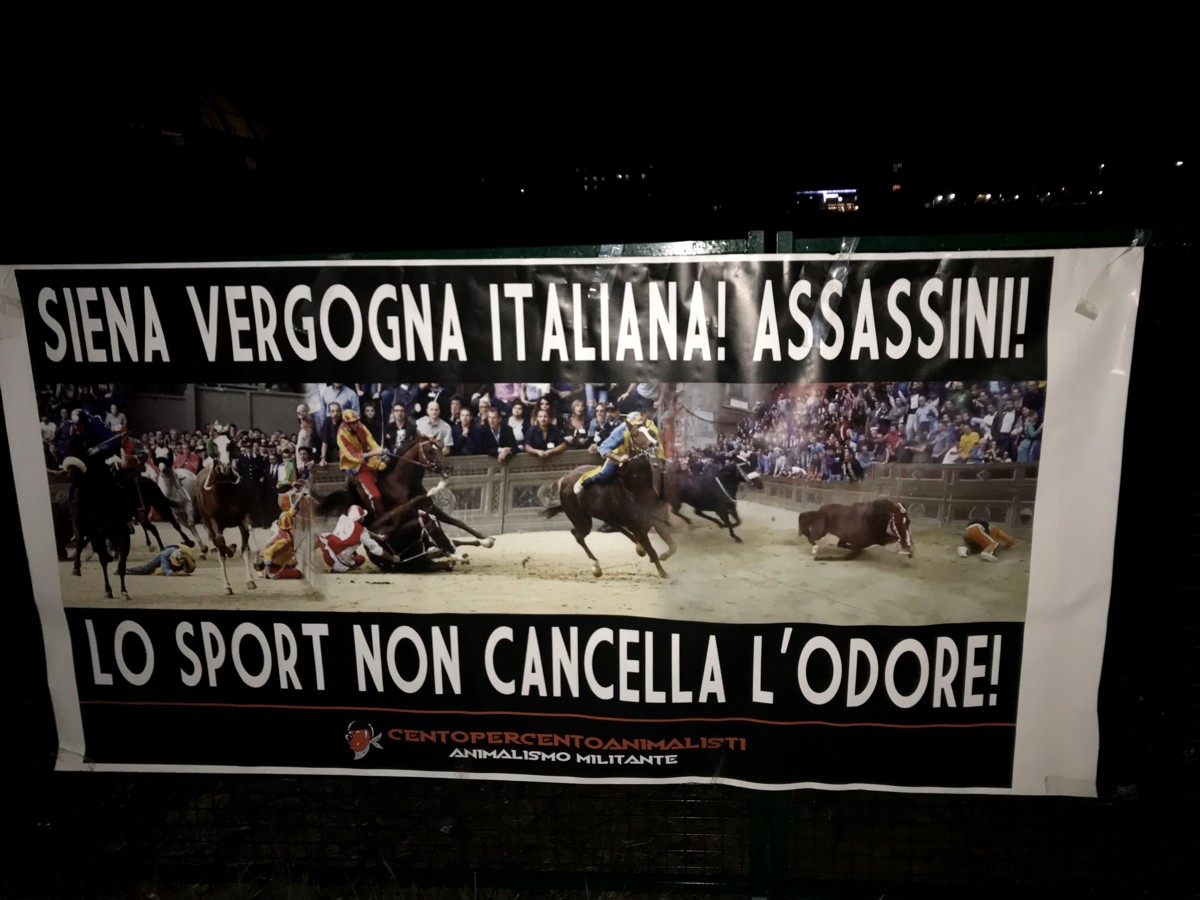 SIENA VERGOGNA ITALIANA! ASSASSINI!
LO SPORT NON CANCELLA L'ODORE!
CENTOPERCENTOANIMALISTI
ANIMALISMO MILITANTE